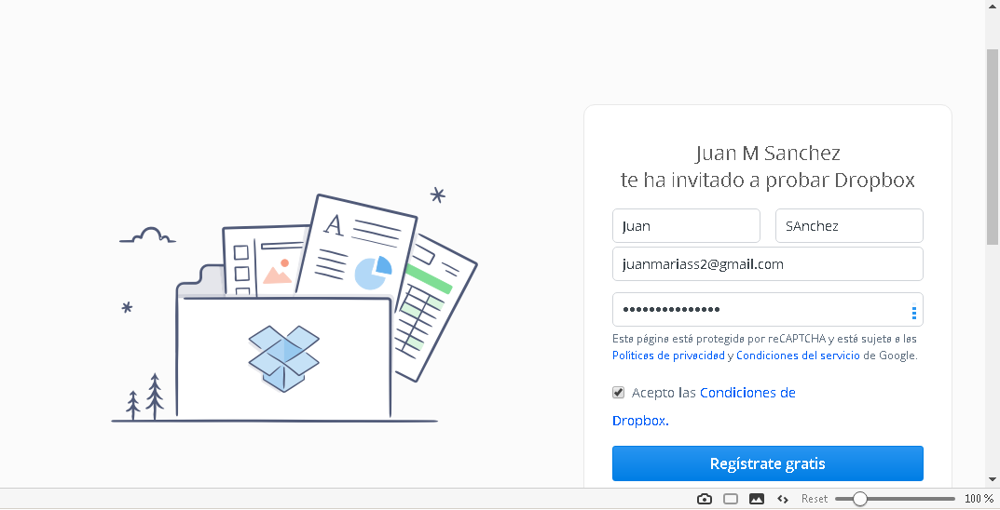 Juan M Sanchez
te ha invitado a probar Dropbox
Juan
SAnchez
juanmariass2@gmail.com
•••••••••••••••
Esta página está protegida por reCAPTCHA y está sujeta a las
Políticas de privacidad y Condiciones del servicio de Google.
Acepto las Condiciones de
Dropbox.
Regístrate gratis
A
Reset
100 %